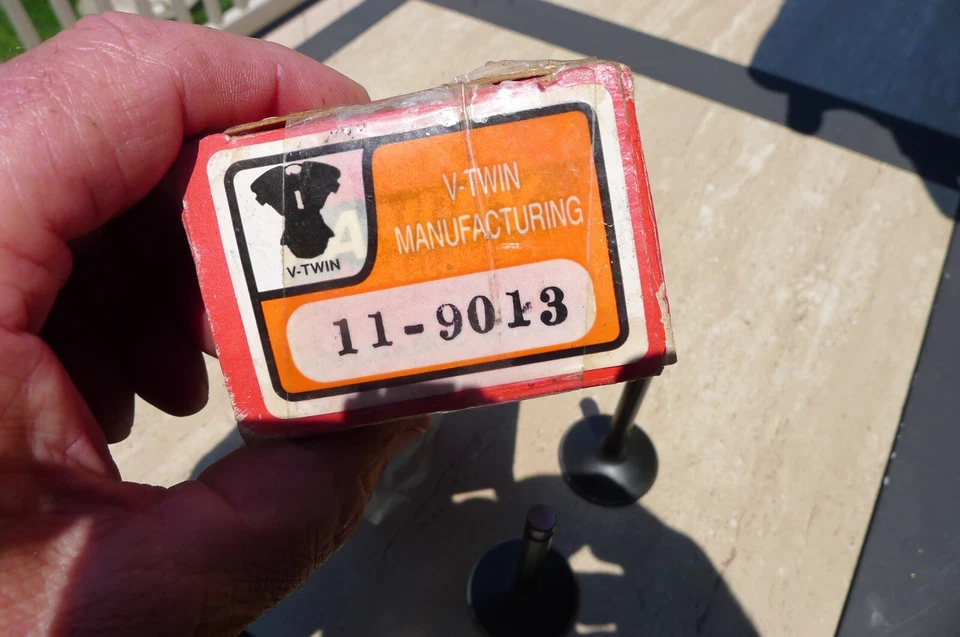 V-TWIN
MANUFACTURING
V-TWIN
11-9013